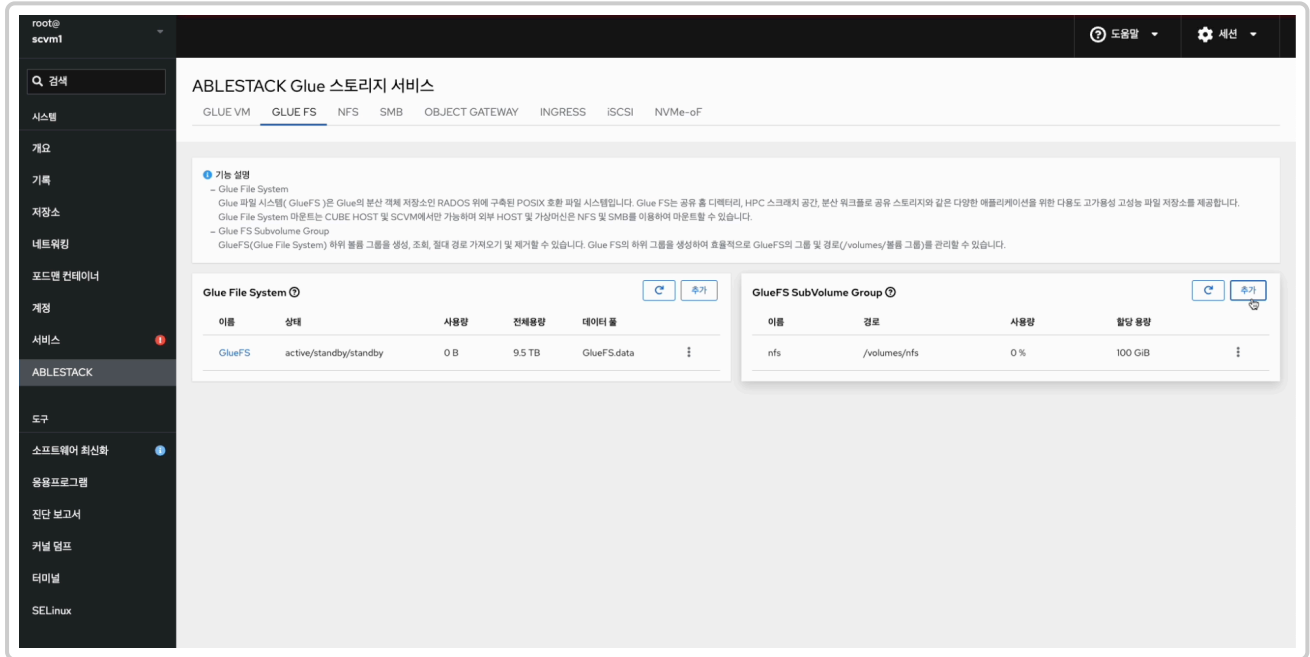 root@
scvm1
도움말
세션
검색
시스템
개요
기록
저장소
네트워킹
포드맨 컨테이너
계정
서비스
ABLESTACK
도구
소프트웨어 최신화
응용프로그램
진단 보고서
커널 덤프
터미널
SELinux
ABLESTACK Glue 스토리지 서비스
GLUE VM GLUE FS NFS SMB OBJECT GATEWAY INGRESS iSCSI NVMe-oF
기능 설명
– Glue File System
Glue 파일 시스템( GlueFS )은 Glue의 분산 객체 저장소인 RADOS 위에 구축된 POSIX 호환 파일 시스템입니다. Glue FS는 공유 홈 디렉터리, HPC 스크래치 공간, 분산 워크플로 공유 스토리지와 같은 다양한 애플리케이션을 위한 다용도 고가용성 고성능 파일 저장소를 제공합니다.
Glue File System 마운트는 CUBE HOST 및 SCVM에서만 가능하며 외부 HOST 및 가상머신은 NFS 및 SMB를 이용하여 마운트할 수 있습니다.
– Glue FS Subvolume Group
GlueFS(Glue File System) 하위 볼륨 그룹을 생성, 조회, 절대 경로 가져오기 및 제거할 수 있습니다. Glue FS의 하위 그룹을 생성하여 효율적으로 GlueFS의 그룹 및 경로(/volumes/볼륨 그룹)를 관리할 수 있습니다.
Glue File System 추가
이름 상태 사용량 전체용량 데이터 풀
GlueFS active/standby/standby 0 B 9.5 TB GlueFS.data
GlueFS SubVolume Group 추가
이름 경로 사용량 할당 용량
nfs /volumes/nfs 0 % 100 GiB